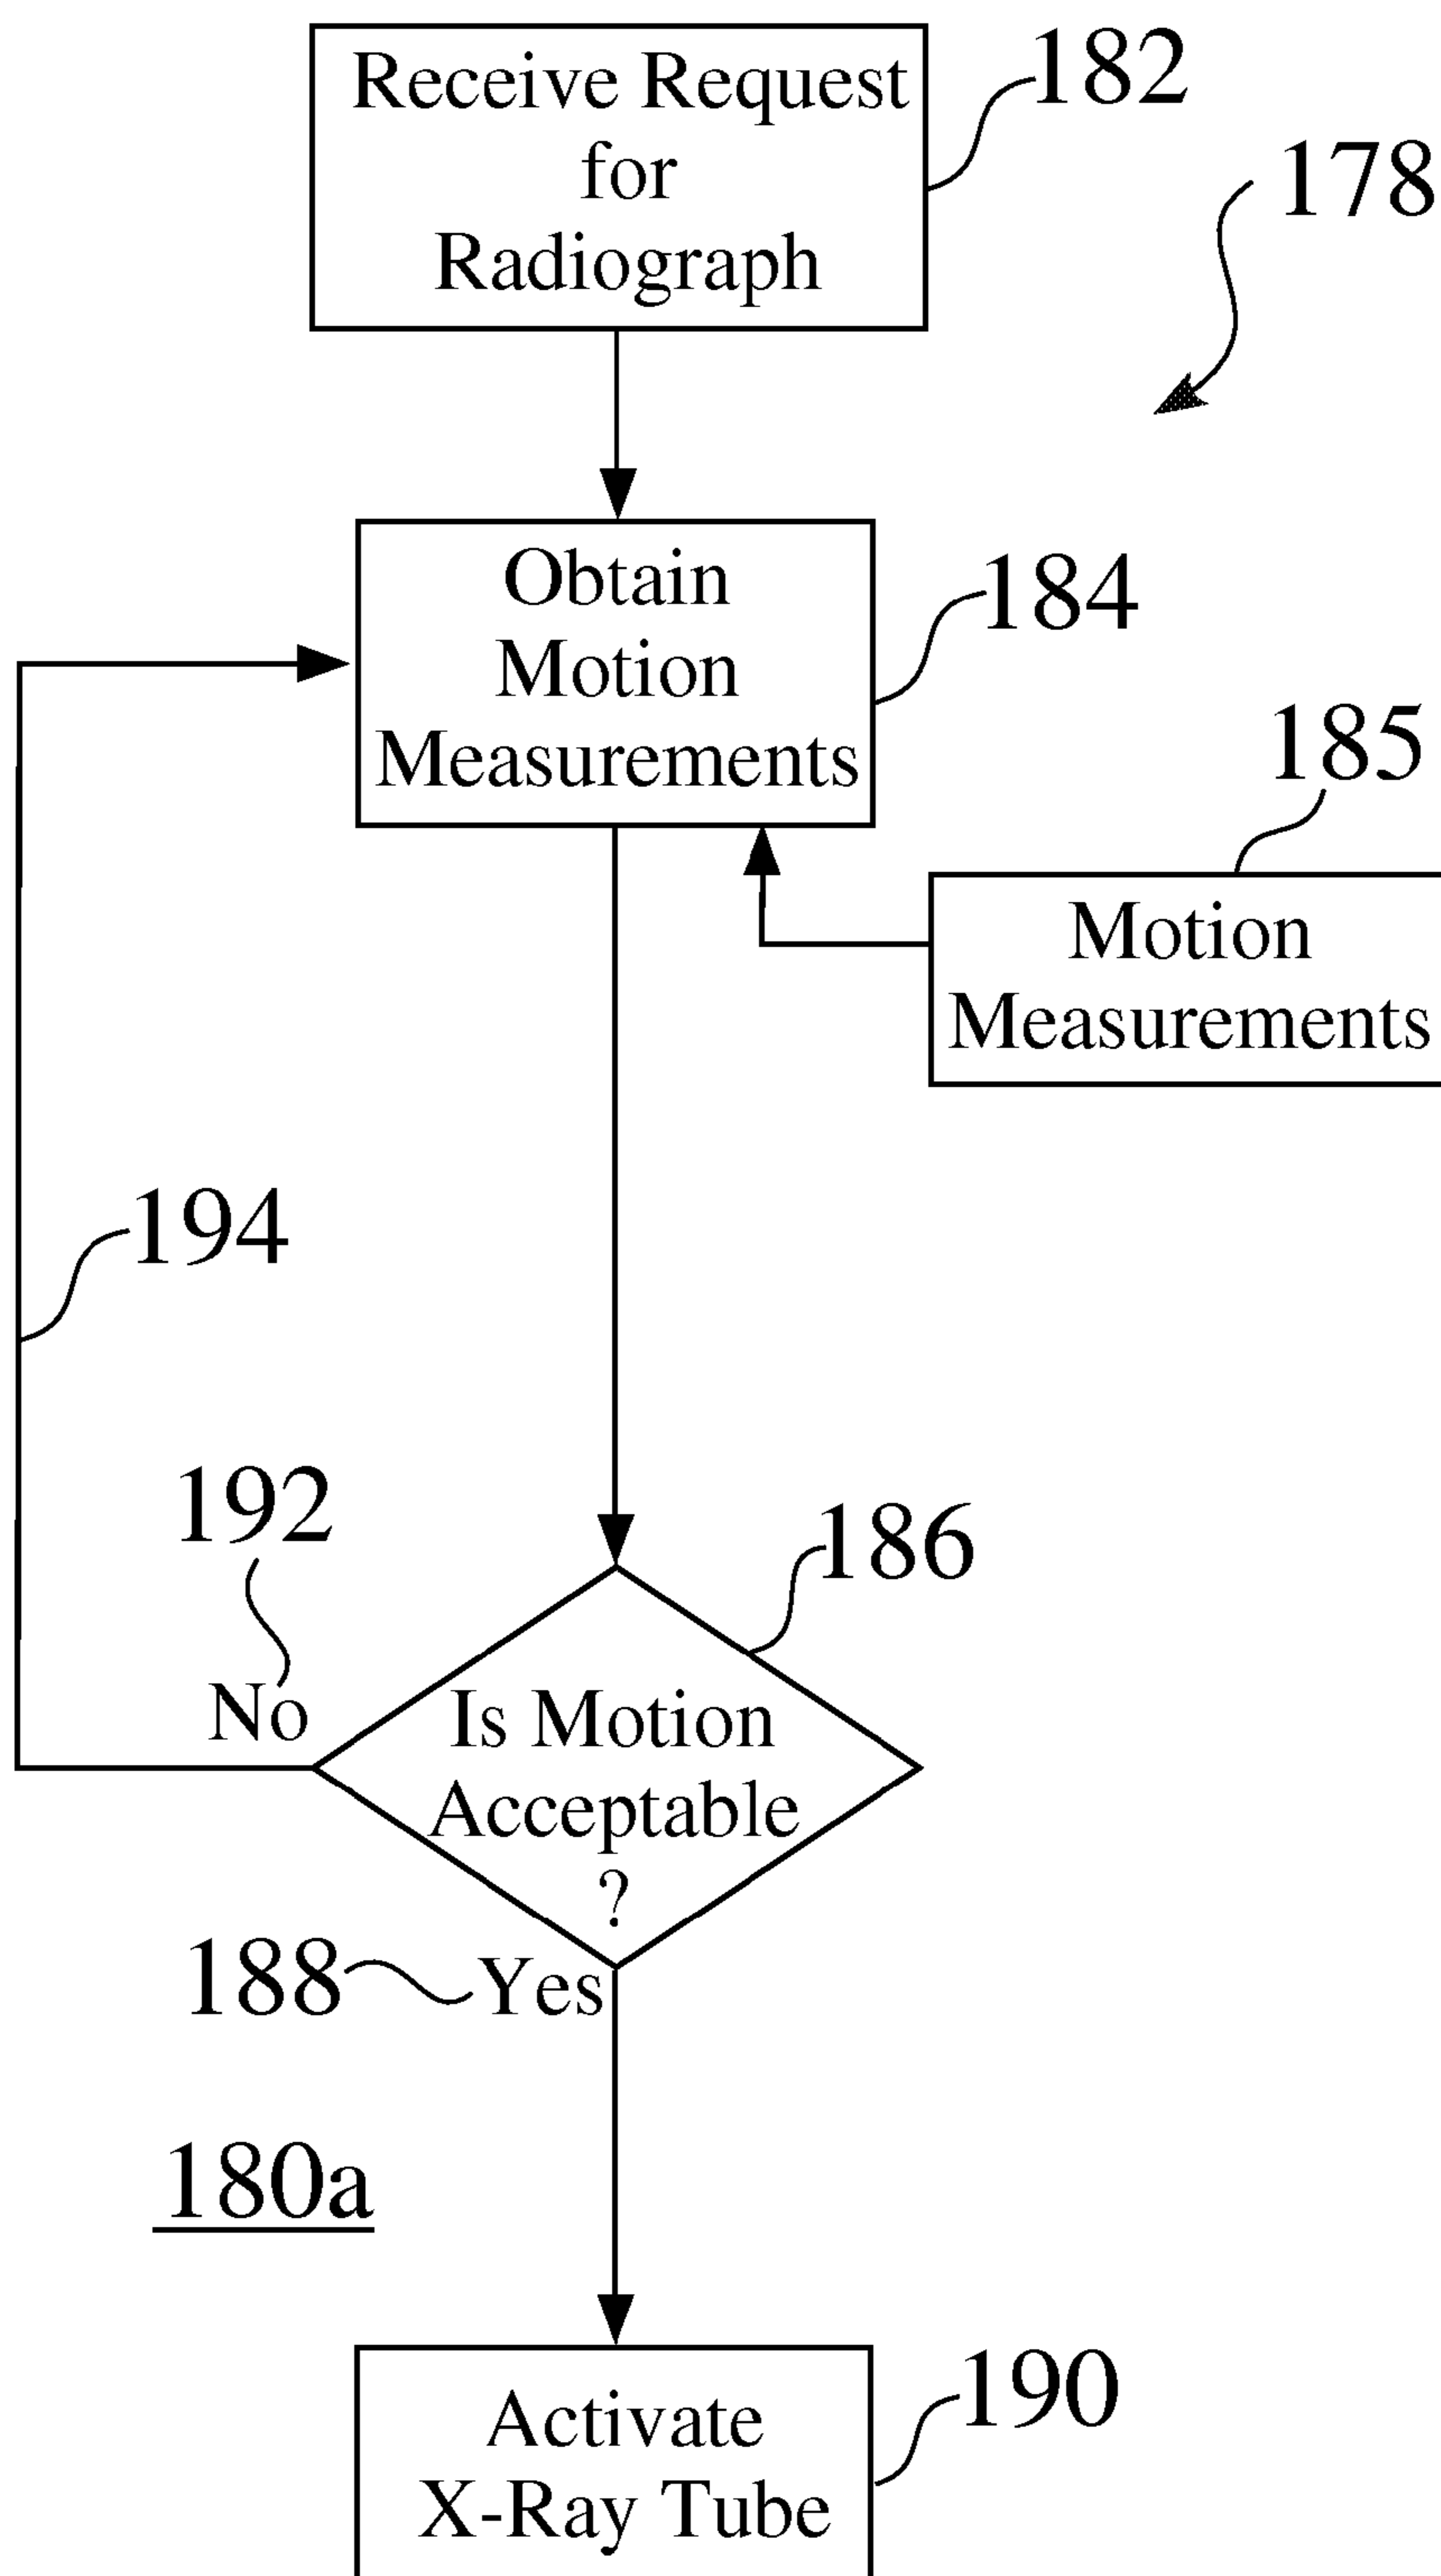 Receive Request
for
Radiograph
182
178
Obtain
Motion
Measurements
184
185
Motion
Measurements
194
192
No
186
Is Motion
Acceptable
?
188
Yes
180a
190
Activate
X-Ray Tube